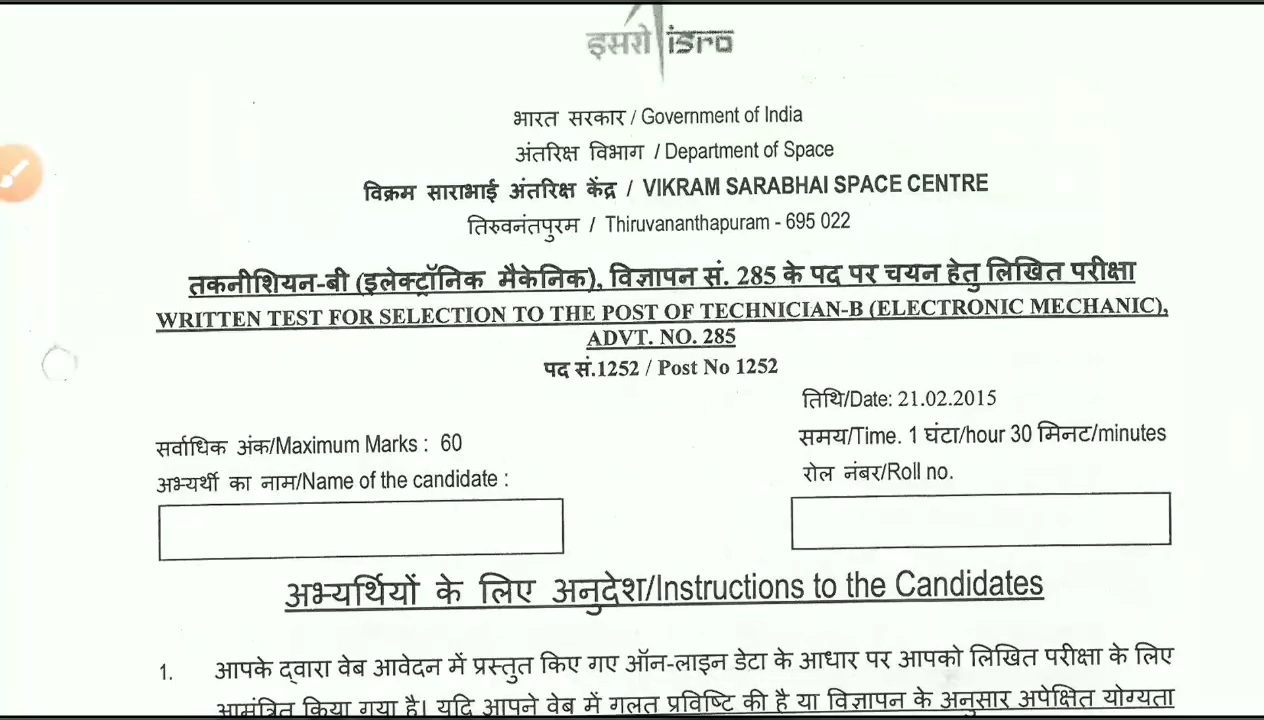 इसरो isro
भारत सरकार / Government of India
अंतरिक्ष विभाग / Department of Space
विक्रम साराभाई अंतरिक्ष केंद्र / VIKRAM SARABHAI SPACE CENTRE
तिरुवनंतपुरम / Thiruvananthapuram - 695 022
तकनीशियन-बी (इलेक्ट्रॉनिक मैकेनिक), विज्ञापन सं. 285 के पद पर चयन हेतु लिखित परीक्षा
WRITTEN TEST FOR SELECTION TO THE POST OF TECHNICIAN-B (ELECTRONIC MECHANIC),
ADVT. NO. 285
पद सं.1252 / Post No 1252
तिथि/Date: 21.02.2015
सर्वाधिक अंक/Maximum Marks : 60
समय/Time. 1 घंटा/hour 30 मिनट/minutes
अभ्यर्थी का नाम/Name of the candidate :
रोल नंबर/Roll no.
अभ्यर्थियों के लिए अनुदेश/Instructions to the Candidates
1. आपके द्वारा वेब आवेदन में प्रस्तुत किए गए ऑन-लाइन डेटा के आधार पर आपको लिखित परीक्षा के लिए
आमंत्रित किया गया है। यदि आपने वेब में गलत प्रविष्टि की है या विज्ञापन के अनुसार अपेक्षित योग्यता